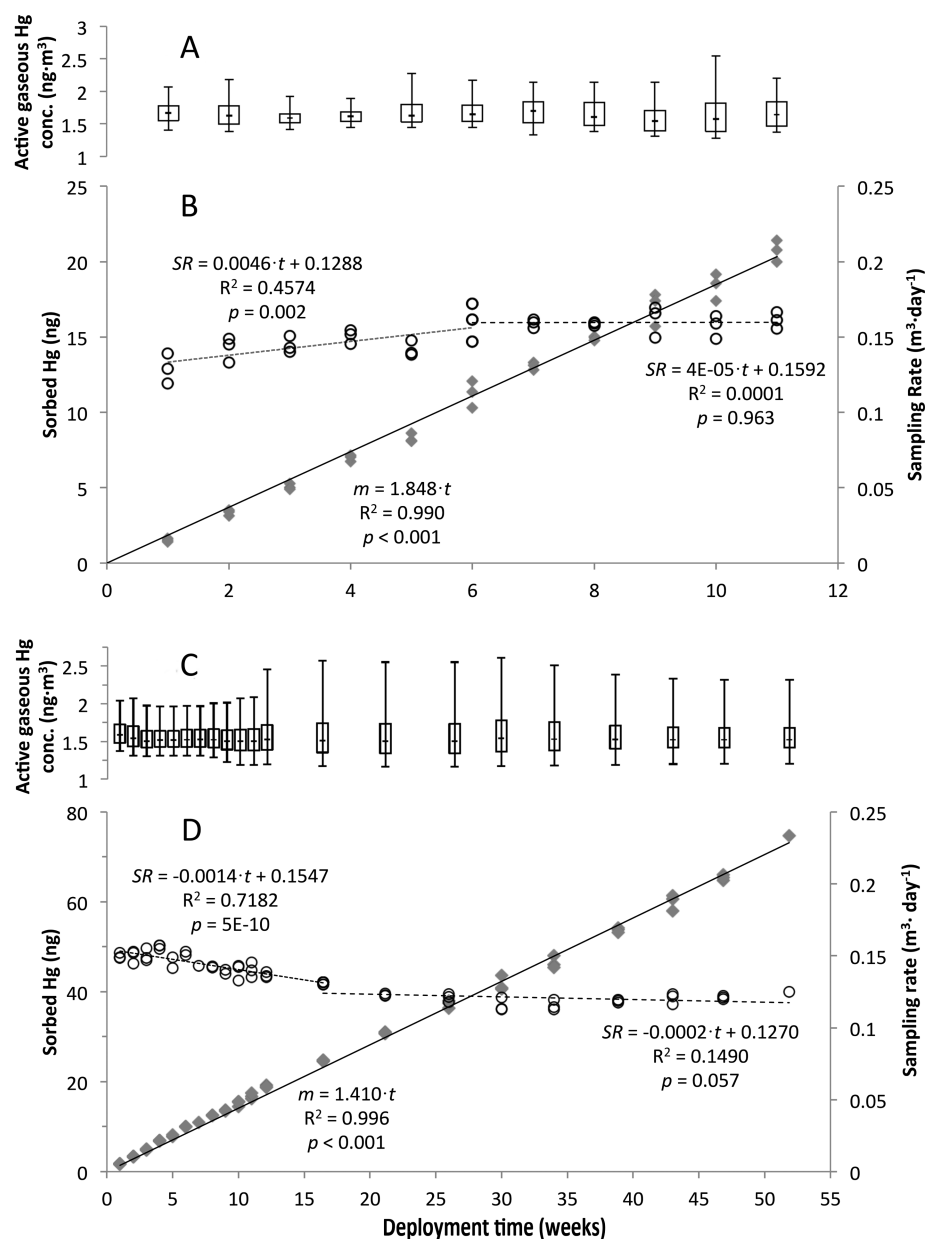 Active gaseous Hg
conc. (ng·m³)
3
2.5
2
1.5
1
A
25
20
15
10
5
0
Sorbed Hg (ng)
B
SR = 0.0046·t + 0.1288
R² = 0.4574
p = 0.002
SR = 4E-05·t + 0.1592
R² = 0.0001
p = 0.963
m = 1.848·t
R² = 0.990
p < 0.001
0.25
0.2
0.15
0.1
0.05
0
Sampling Rate (m³·day⁻¹)
0 2 4 6 8 10 12
Active gaseous Hg
conc. (ng·m³)
2.5
2
1.5
1
C
80
60
40
20
0
Sorbed Hg (ng)
D
SR = -0.0014·t + 0.1547
R² = 0.7182
p = 5E-10
SR = -0.0002·t + 0.1270
R² = 0.1490
p = 0.057
m = 1.410·t
R² = 0.996
p < 0.001
0.25
0.2
0.15
0.1
0.05
0
Sampling rate (m³· day⁻¹)
0 5 10 15 20 25 30 35 40 45 50 55
Deployment time (weeks)